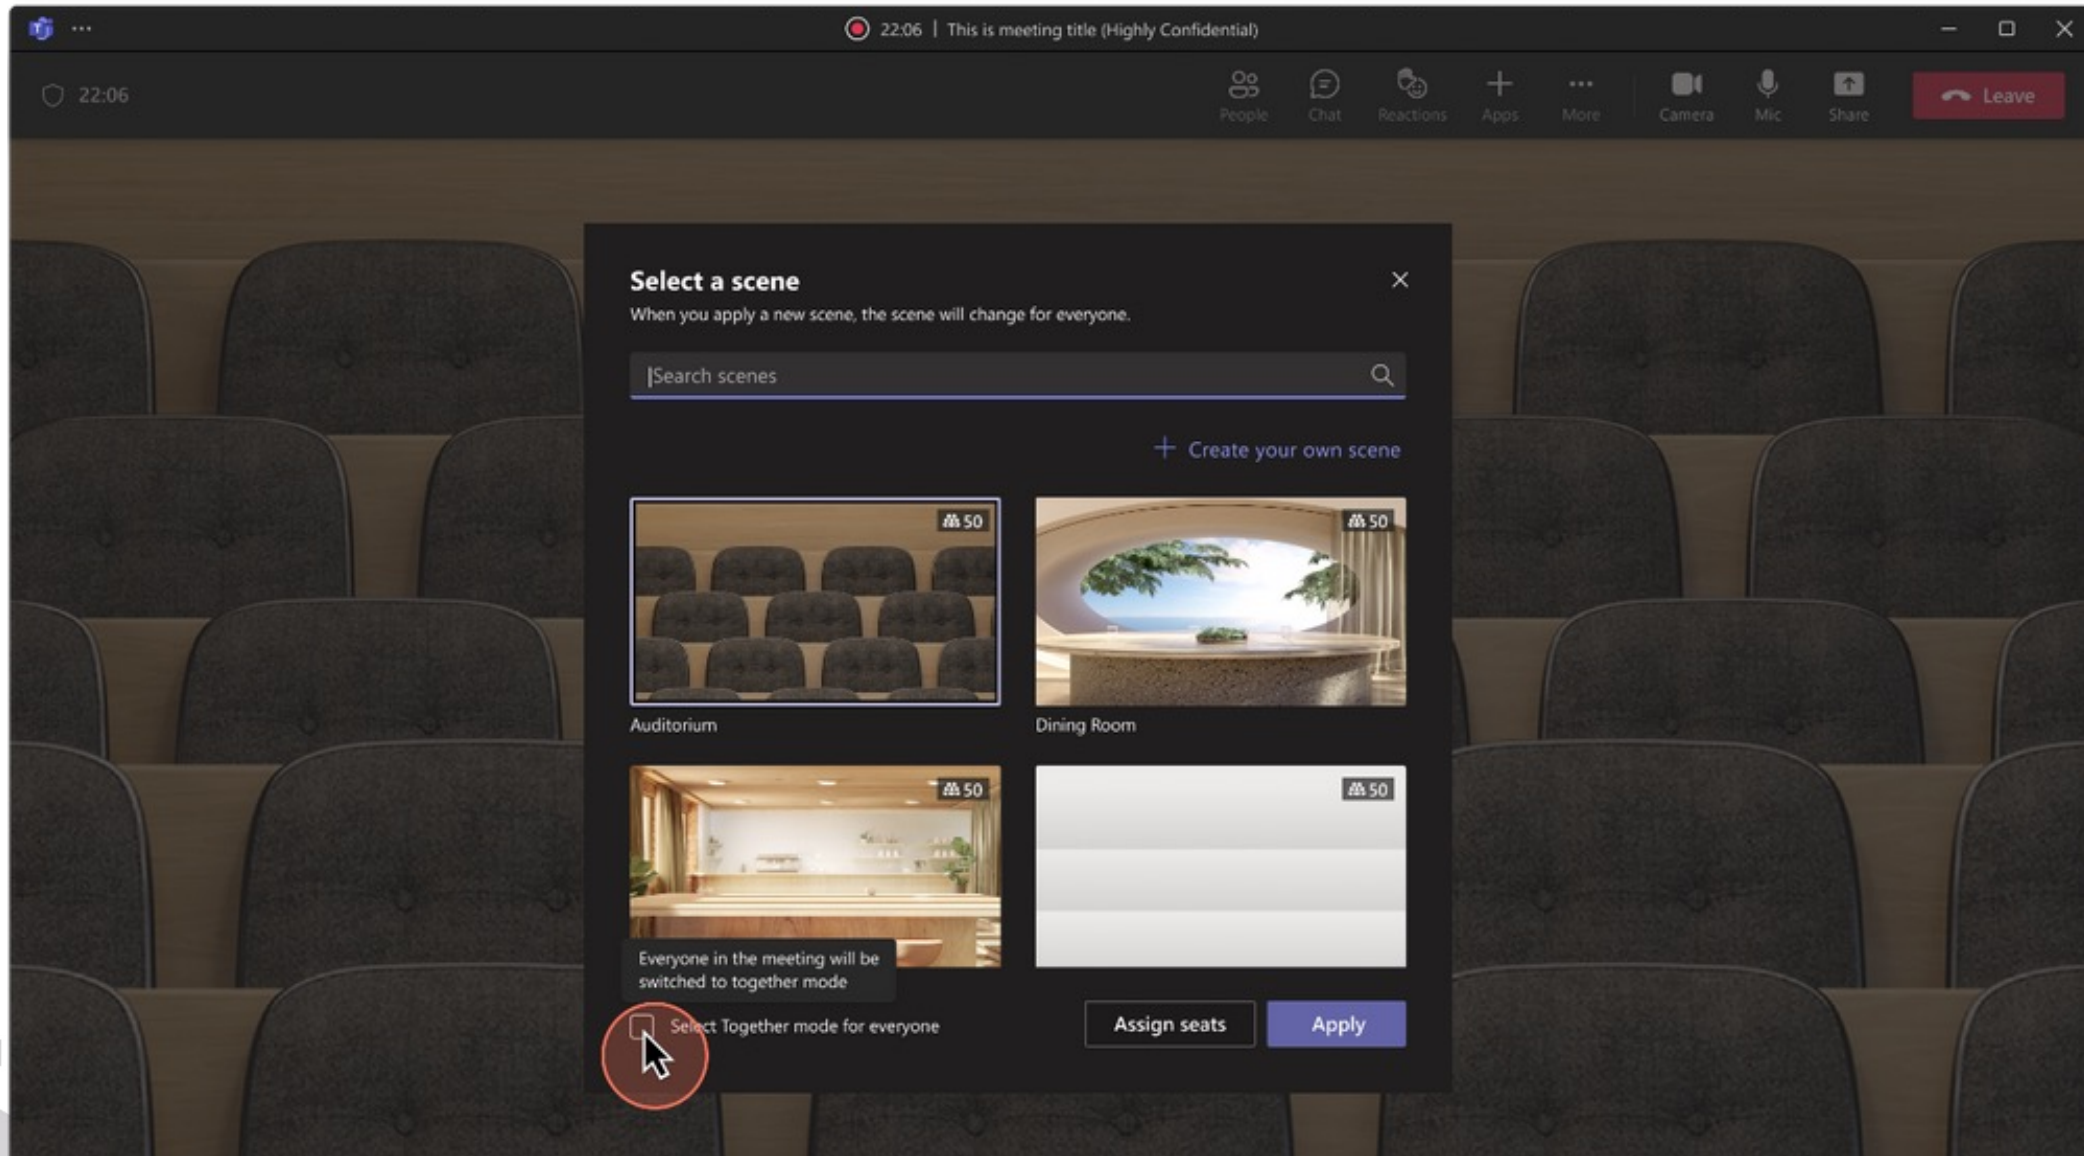 22:06 | This is meeting title (Highly Confidential)
22:06
People
Chat
Reactions
Apps
More
Camera
Mic
Share
Leave
Select a scene
When you apply a new scene, the scene will change for everyone.
Search scenes
+ Create your own scene
50
50
Auditorium
Dining Room
50
50
Everyone in the meeting will be
switched to together mode
Select Together mode for everyone
Assign seats
Apply